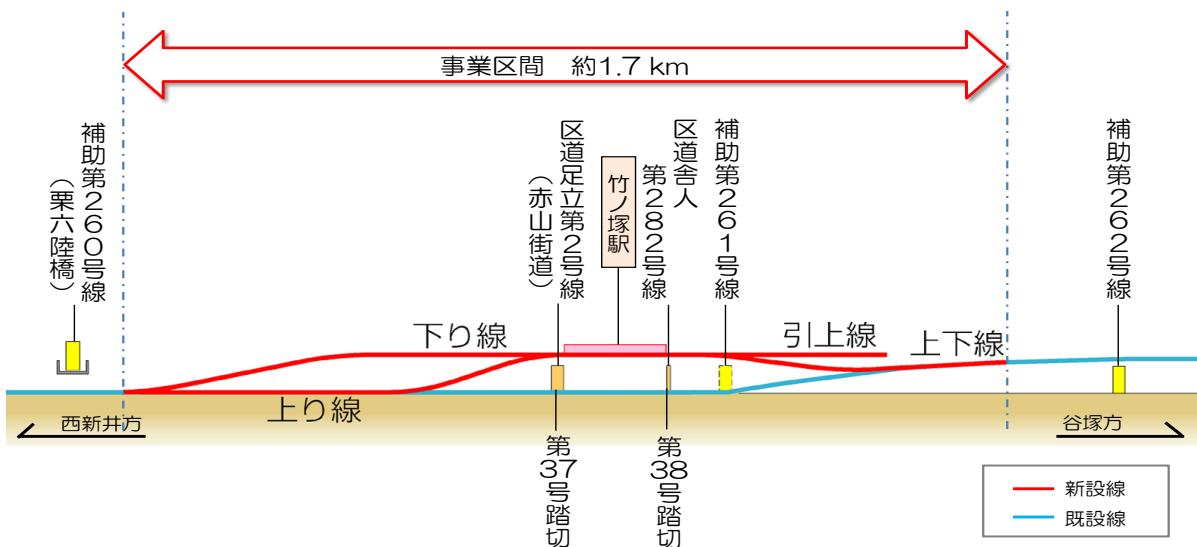 事業区間　約1.7 km
補助第260号線
（栗六陸橋）
区道足立第2号線
（赤山街道）
竹ノ塚駅
区道舎人
第282号線
補助第261号線
補助第262号線
下り線
引上線
上下線
上り線
西新井方
谷塚方
第37号踏切
第38号踏切
新設線
既設線